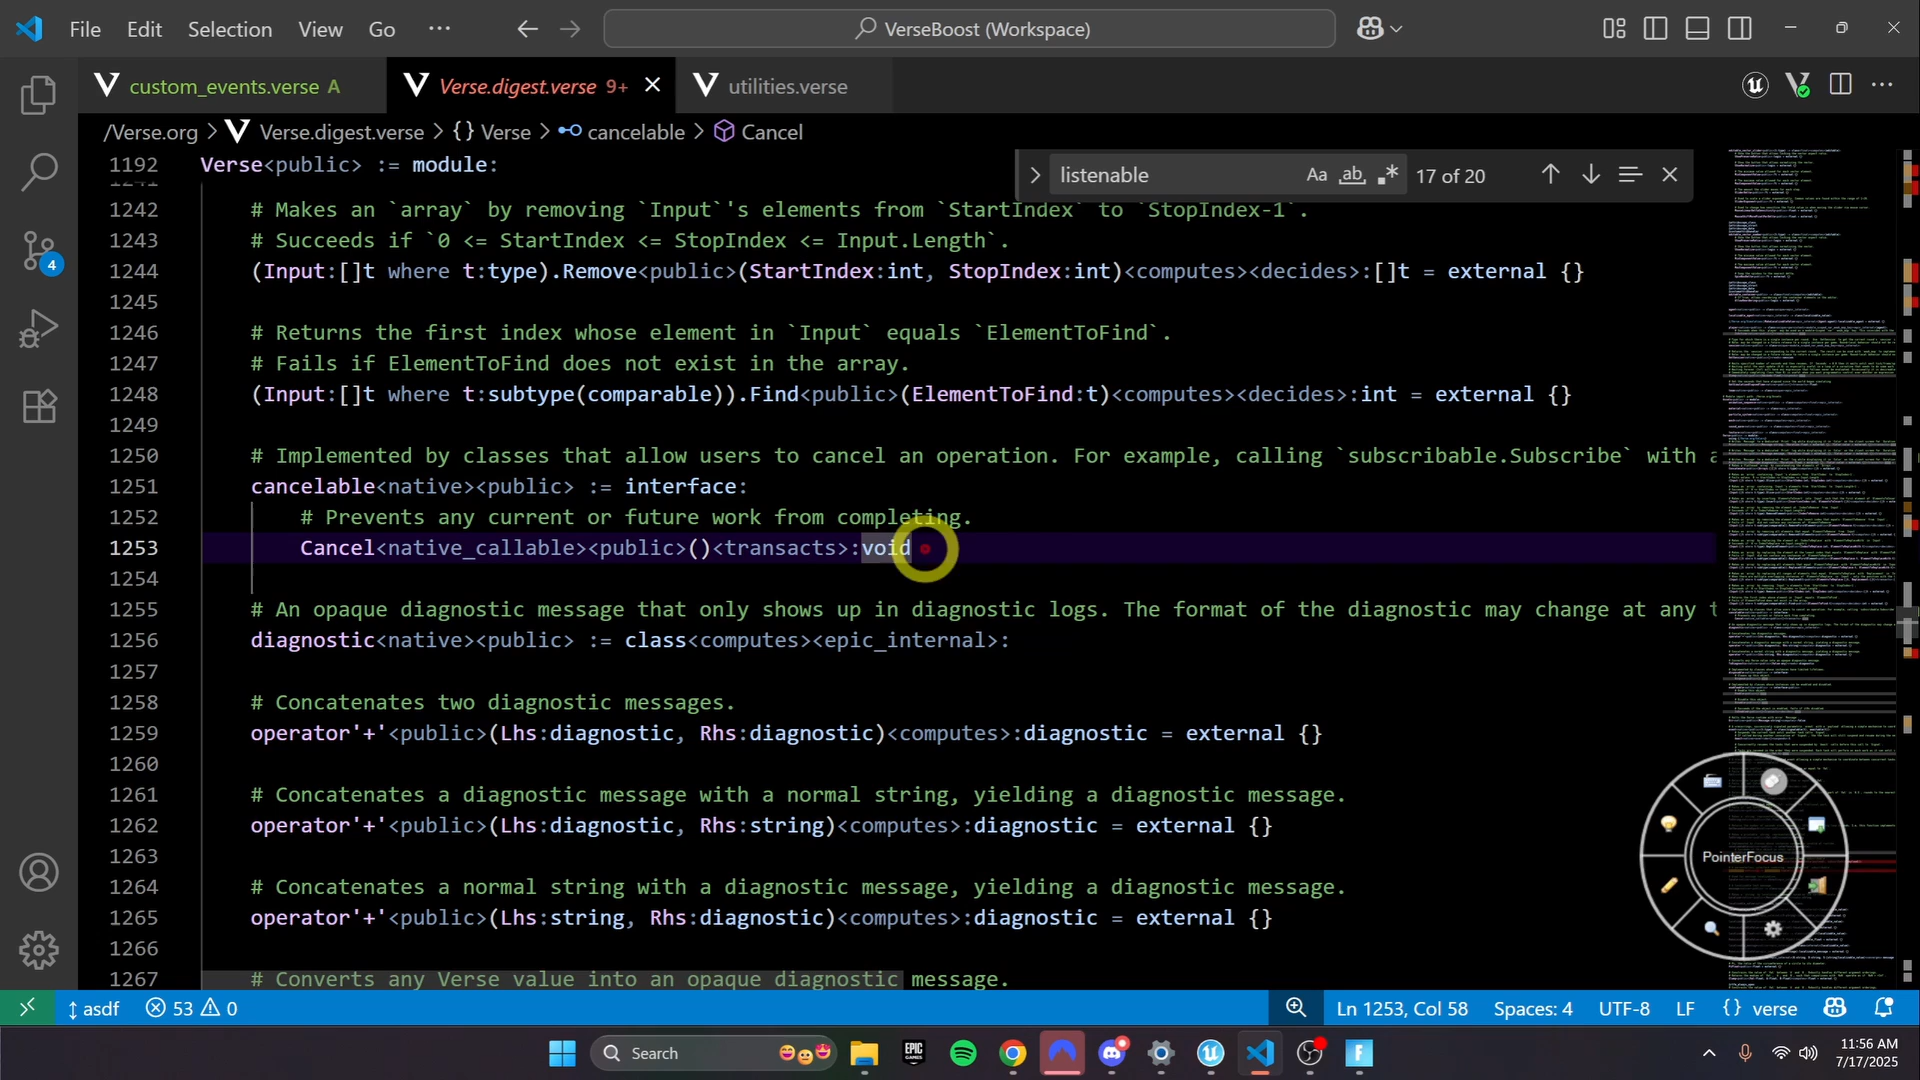 File Edit Selection View Go ··· VerseBoost (Workspace)
custom_events.verse A Verse.digest.verse 9+ utilities.verse
/Verse.org > Verse.digest.verse > {} Verse > cancelable > Cancel
1192 Verse<public> := module:
listenable Aa ab 17 of 20
1241
1242 # Makes an `array` by removing `Input`'s elements from `StartIndex` to `StopIndex-1`.
1243 # Succeeds if `0 <= StartIndex <= StopIndex <= Input.Length`.
1244 (Input:[]t where t:type).Remove<public>(StartIndex:int, StopIndex:int)<computes><decides>:[]t = external {}
1245
1246 # Returns the first index whose element in `Input` equals `ElementToFind`.
1247 # Fails if ElementToFind does not exist in the array.
1248 (Input:[]t where t:subtype(comparable)).Find<public>(ElementToFind:t)<computes><decides>:int = external {}
1249
1250 # Implemented by classes that allow users to cancel an operation. For example, calling `subscribable.Subscribe` with a
1251 cancelable<native><public> := interface:
1252 # Prevents any current or future work from completing.
1253 Cancel<native_callable><public>()<transacts>:void
1254
1255 # An opaque diagnostic message that only shows up in diagnostic logs. The format of the diagnostic may change at any t
1256 diagnostic<native><public> := class<computes><epic_internal>:
1257
1258 # Concatenates two diagnostic messages.
1259 operator'+'<public>(Lhs:diagnostic, Rhs:diagnostic)<computes>:diagnostic = external {}
1260
1261 # Concatenates a diagnostic message with a normal string, yielding a diagnostic message.
1262 operator'+'<public>(Lhs:diagnostic, Rhs:string)<computes>:diagnostic = external {}
1263
1264 # Concatenates a normal string with a diagnostic message, yielding a diagnostic message.
1265 operator'+'<public>(Lhs:string, Rhs:diagnostic)<computes>:diagnostic = external {}
1266
1267 # Converts any Verse value into an opaque diagnostic message.
4
PointerFocus
asdf 53 0 Ln 1253, Col 58 Spaces: 4 UTF-8 LF {} verse
Search EPIC GAMES 11:56 AM
7/17/2025